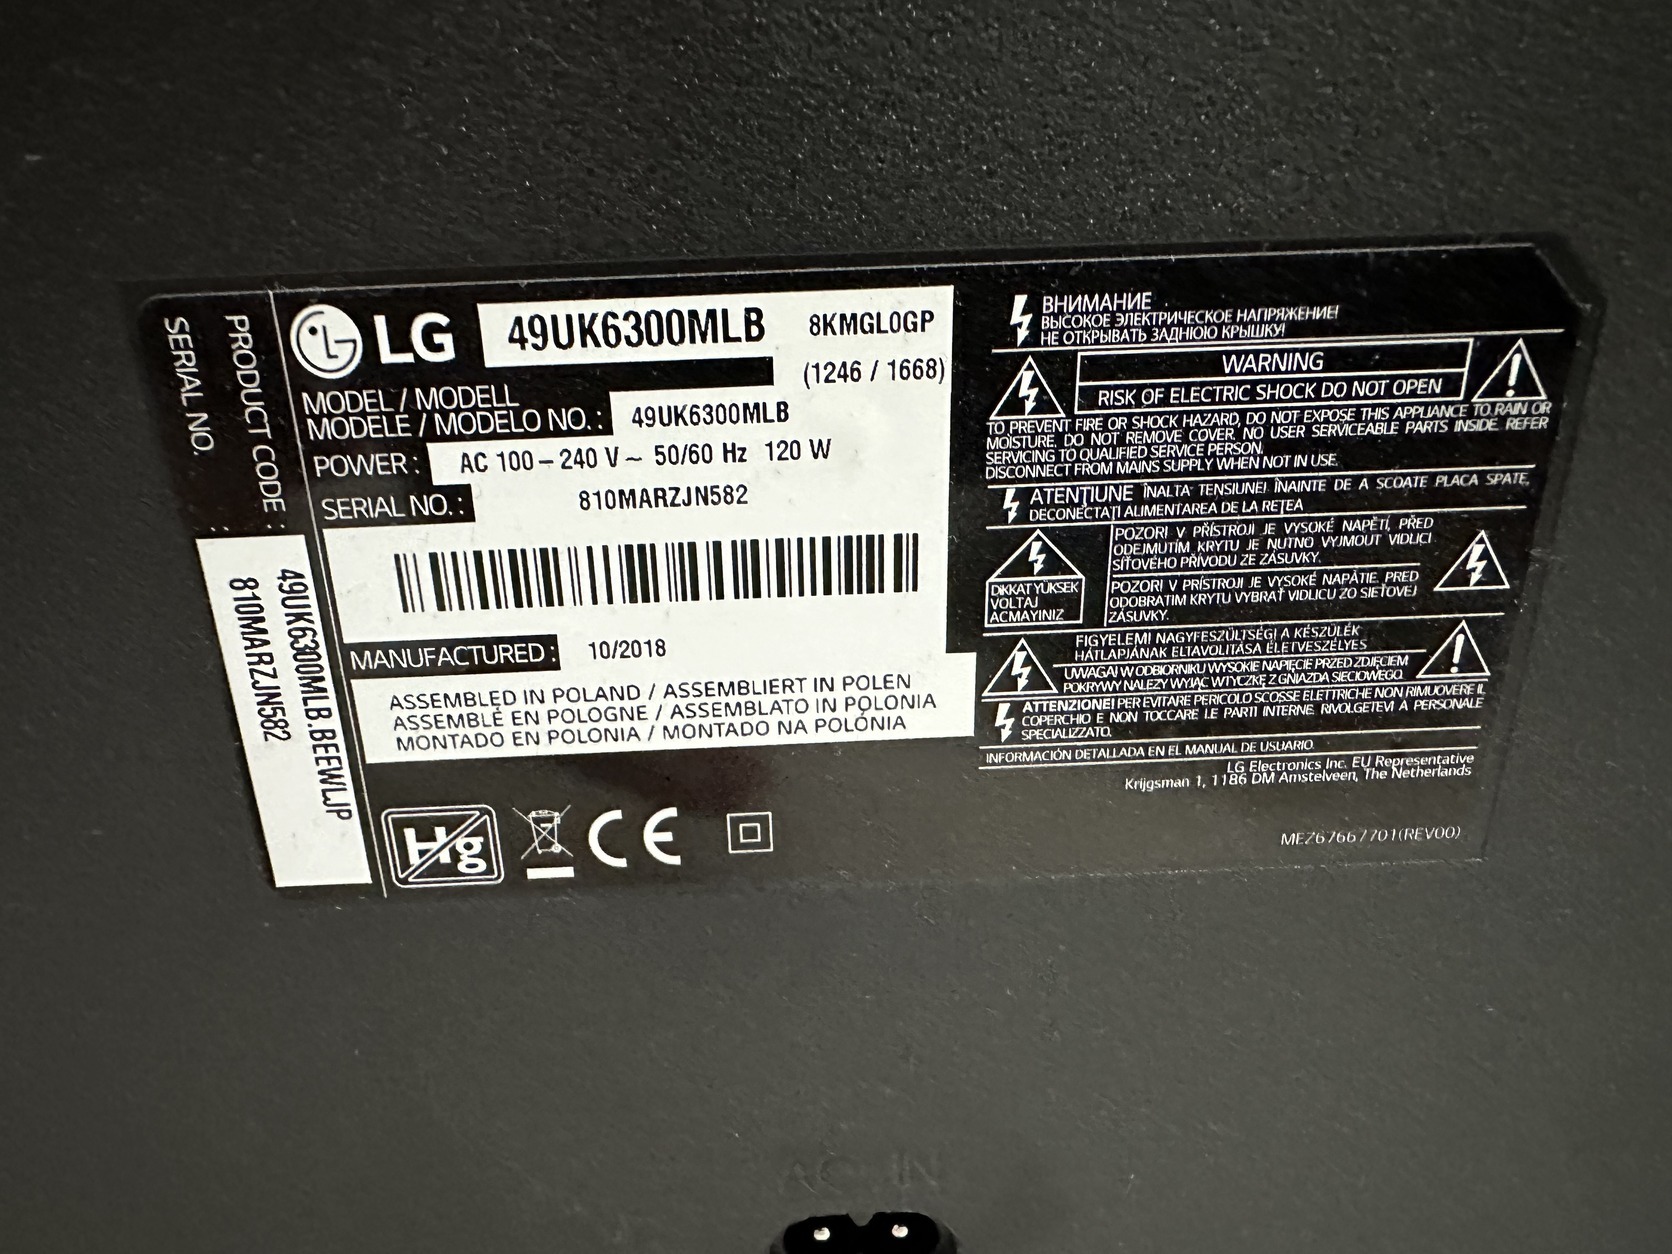 SERIAL NO. :
PRODUCT CODE :
49UK6300MLB.BEEWLJP
810MARZJN582
LG
49UK6300MLB
8KMGL0GP
(1246 / 1668)
MODEL / MODELL
MODÈLE / MODELO NO. : 49UK6300MLB
POWER : AC 100 – 240 V ~ 50/60 Hz 120 W
SERIAL NO. : 810MARZJN582
MANUFACTURED : 10/2018
ASSEMBLED IN POLAND / ASSEMBLIERT IN POLEN
ASSEMBLÉ EN POLOGNE / ASSEMBLATO IN POLONIA
MONTADO EN POLONIA / MONTADO NA POLÓNIA
Hg
CE
ВНИМАНИЕ
ВЫСОКОЕ ЭЛЕКТРИЧЕСКОЕ НАПРЯЖЕНИЕ!
НЕ ОТКРЫВАТЬ ЗАДНЮЮ КРЫШКУ!
WARNING
RISK OF ELECTRIC SHOCK DO NOT OPEN
TO PREVENT FIRE OR SHOCK HAZARD, DO NOT EXPOSE THIS APPLIANCE TO RAIN OR
MOISTURE. DO NOT REMOVE COVER. NO USER SERVICEABLE PARTS INSIDE. REFER
SERVICING TO QUALIFIED SERVICE PERSON.
DISCONNECT FROM MAINS SUPPLY WHEN NOT IN USE.
ATENŢIUNE ÎNALTA TENSIUNE! ÎNAINTE DE A SCOATE PLACA SPATE,
DECONECTAŢI ALIMENTAREA DE LA REŢEA
DIKKAT YÜKSEK
VOLTAJ
AÇMAYINIZ
POZOR! V PŘÍSTROJI JE VYSOKÉ NAPĚTÍ, PŘED
ODEJMUTÍM KRYTU JE NUTNO VYJMOUT VIDLICI
SÍŤOVÉHO PŘÍVODU ZE ZÁSUVKY.
POZOR! V PRÍSTROJI JE VYSOKÉ NAPÄTIE. PRED
ODOBRATIM KRYTU VYBRAŤ VIDLICU ZO SIEŤOVEJ
ZÁSUVKY.
FIGYELEM! NAGYFESZÜLTSÉG! A KÉSZÜLÉK
HÁTLAPJÁNAK ELTÁVOLÍTÁSA ÉLETVESZÉLYES
UWAGA! W ODBIORNIKU WYSOKIE NAPIĘCIE PRZED ZDJĘCIEM
POKRYWY NALEŻY WYJĄĆ WTYCZKĘ Z GNIAZDA SIECIOWEGO.
ATTENZIONE! PER EVITARE PERICOLO SCOSSE ELETTRICHE NON RIMUOVERE IL
COPERCHIO E NON TOCCARE LE PARTI INTERNE. RIVOLGETEVI A PERSONALE
SPECIALIZZATO.
INFORMACIÓN DETALLADA EN EL MANUAL DE USUARIO.
LG Electronics Inc. EU Representative
Krijgsman 1, 1186 DM Amstelveen, The Netherlands
MEZ67667701(REV00)
AC IN